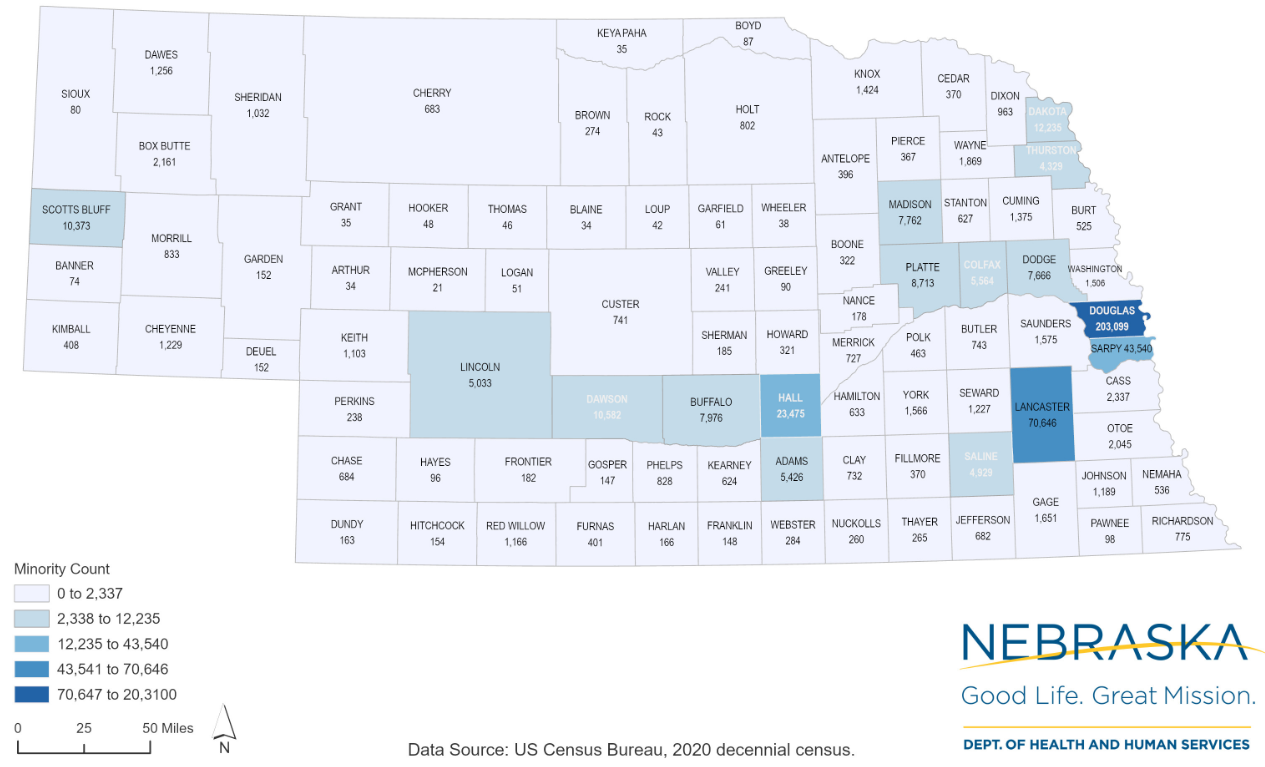 KEYA PAHA
35
BOYD
87
DAWES
1,256
SIOUX
80
SHERIDAN
1,032
CHERRY
683
BROWN
274
ROCK
43
HOLT
802
KNOX
1,424
CEDAR
370
DIXON
963
DAKOTA
12,235
BOX BUTTE
2,161
ANTELOPE
396
PIERCE
367
WAYNE
1,869
THURSTON
4,229
SCOTTS BLUFF
10,373
MORRILL
833
GARDEN
152
GRANT
35
HOOKER
48
THOMAS
46
BLAINE
34
LOUP
42
GARFIELD
61
WHEELER
38
BOONE
322
MADISON
7,762
STANTON
627
CUMING
1,375
BURT
525
BANNER
74
ARTHUR
34
MCPHERSON
21
LOGAN
51
CUSTER
741
VALLEY
241
GREELEY
90
NANCE
178
PLATTE
8,713
COLFAX
5,564
DODGE
7,666
WASHINGTON
1,506
KIMBALL
408
CHEYENNE
1,229
DEUEL
152
KEITH
1,103
LINCOLN
5,033
SHERMAN
185
HOWARD
321
MERRICK
727
POLK
463
BUTLER
743
SAUNDERS
1,575
DOUGLAS
203,099
SARPY 43,540
PERKINS
238
DAWSON
10,582
BUFFALO
7,976
HALL
23,475
HAMILTON
633
YORK
1,566
SEWARD
1,227
LANCASTER
70,646
CASS
2,337
OTOE
2,045
CHASE
684
HAYES
96
FRONTIER
182
GOSPER
147
PHELPS
828
KEARNEY
624
ADAMS
5,426
CLAY
732
FILLMORE
370
SALINE
4,929
GAGE
1,651
JOHNSON
1,189
NEMAHA
536
DUNDY
163
HITCHCOCK
154
RED WILLOW
1,166
FURNAS
401
HARLAN
166
FRANKLIN
148
WEBSTER
284
NUCKOLLS
260
THAYER
265
JEFFERSON
682
PAWNEE
98
RICHARDSON
775
Minority Count
0 to 2,337
2,338 to 12,235
12,235 to 43,540
43,541 to 70,646
70,647 to 20,3100
0 25 50 Miles
N
Data Source: US Census Bureau, 2020 decennial census.
NEBRASKA
Good Life. Great Mission.
DEPT. OF HEALTH AND HUMAN SERVICES